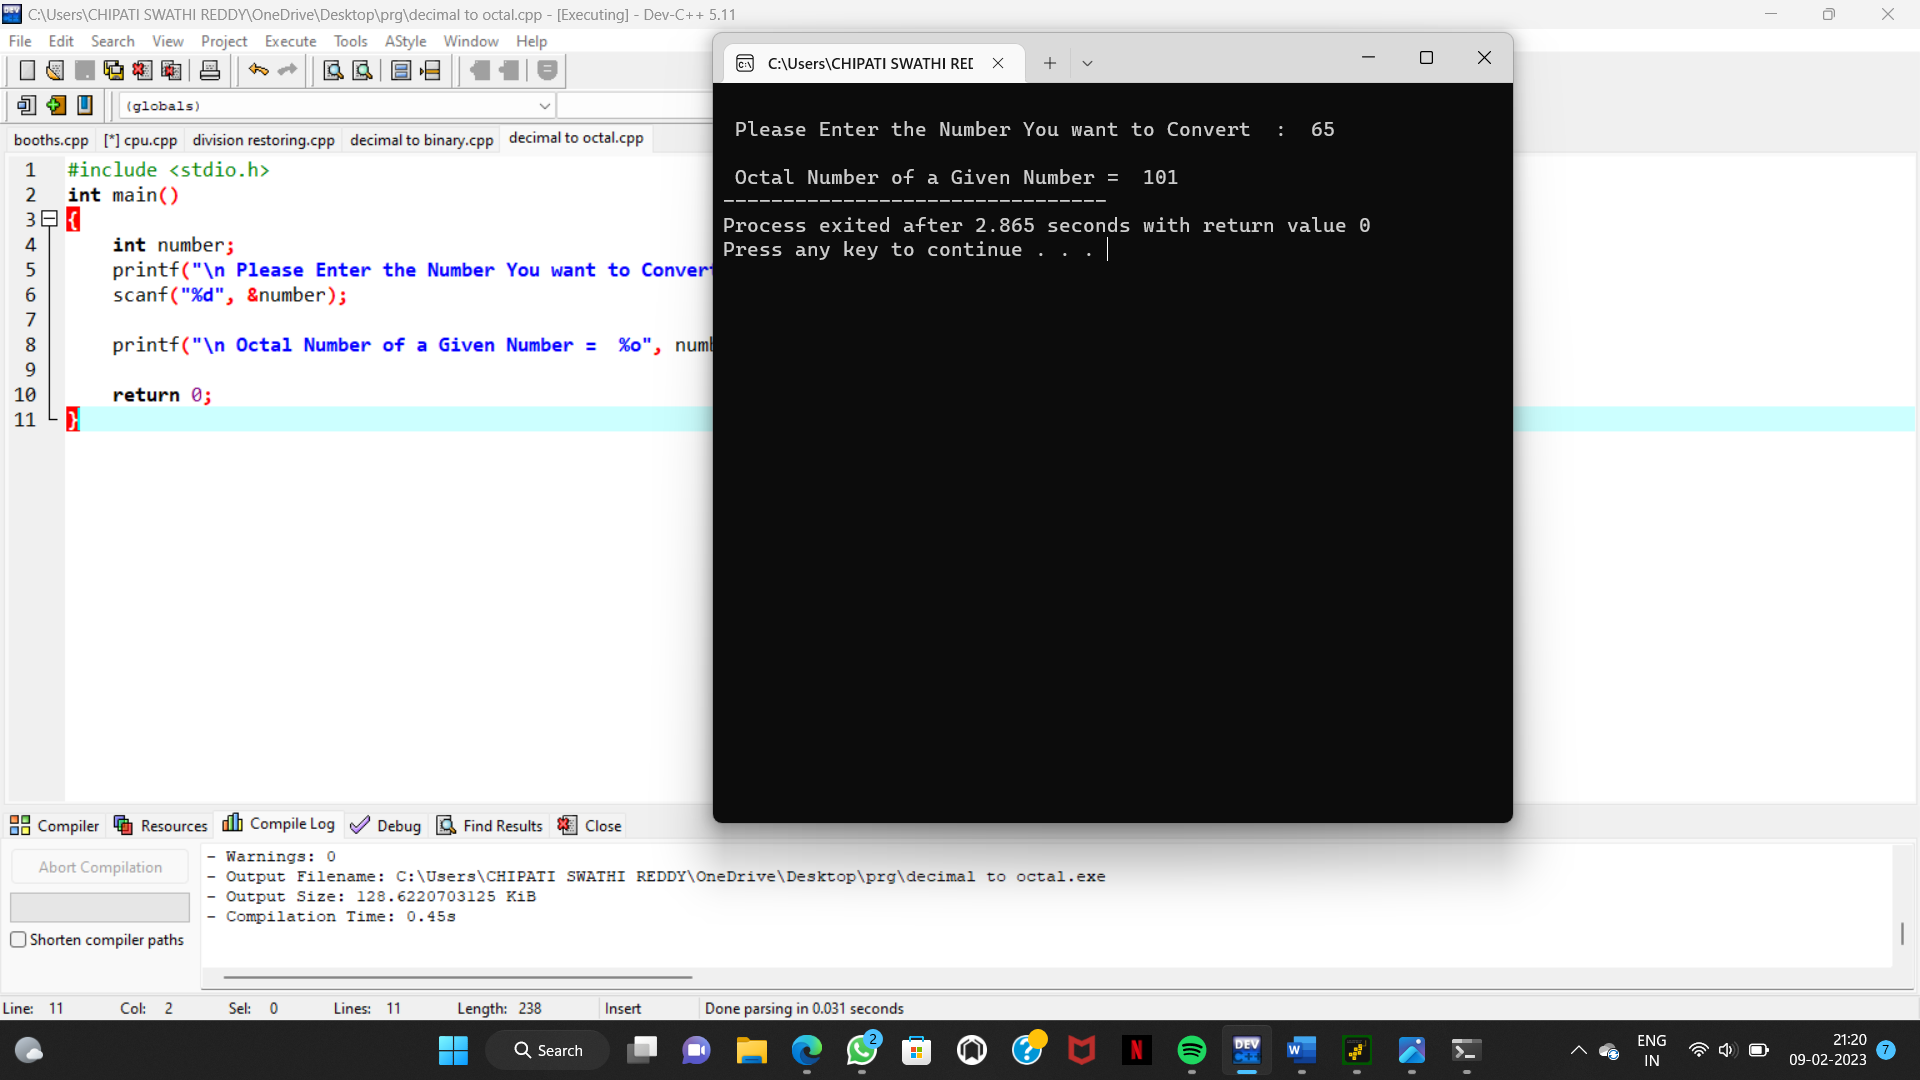 C:\Users\CHIPATI SWATHI REDDY\OneDrive\Desktop\prg\decimal to octal.cpp - [Executing] - Dev-C++ 5.11
File Edit Search View Project Execute Tools AStyle Window Help
(globals)
booths.cpp [*] cpu.cpp division restoring.cpp decimal to binary.cpp decimal to octal.cpp
1 #include <stdio.h>
2 int main()
3 {
4 int number;
5 printf("\n Please Enter the Number You want to Convert
6 scanf("%d", &number);
7
8 printf("\n Octal Number of a Given Number =  %o", numb
9
10 return 0;
11 }
C:\Users\CHIPATI SWATHI RED
Please Enter the Number You want to Convert  :  65
Octal Number of a Given Number =  101
--------------------------------
Process exited after 2.865 seconds with return value 0
Press any key to continue . . .
Compiler Resources Compile Log Debug Find Results Close
Abort Compilation
Shorten compiler paths
- Warnings: 0
- Output Filename: C:\Users\CHIPATI SWATHI REDDY\OneDrive\Desktop\prg\decimal to octal.exe
- Output Size: 128.6220703125 KiB
- Compilation Time: 0.45s
Line: 11 Col: 2 Sel: 0 Lines: 11 Length: 238 Insert Done parsing in 0.031 seconds
Search
2
DEV
W
N
ENG
IN
21:20
09-02-2023
7